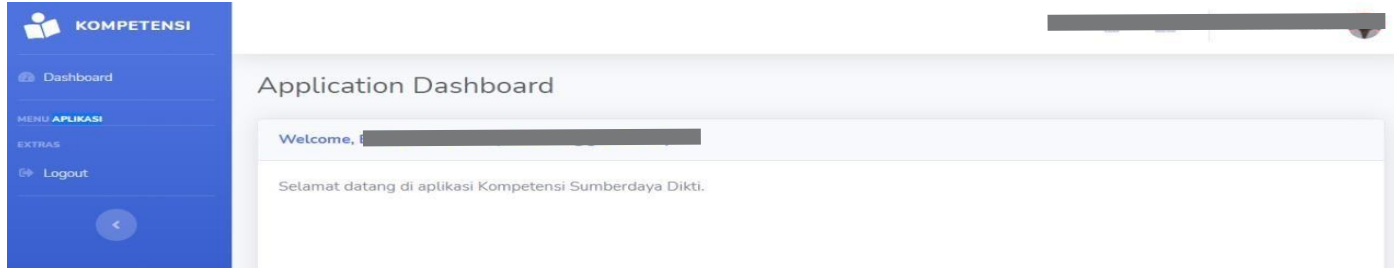 KOMPETENSI
Dashboard
MENU APLIKASI
EXTRAS
Logout
Application Dashboard
Welcome,
Selamat datang di aplikasi Kompetensi Sumberdaya Dikti.